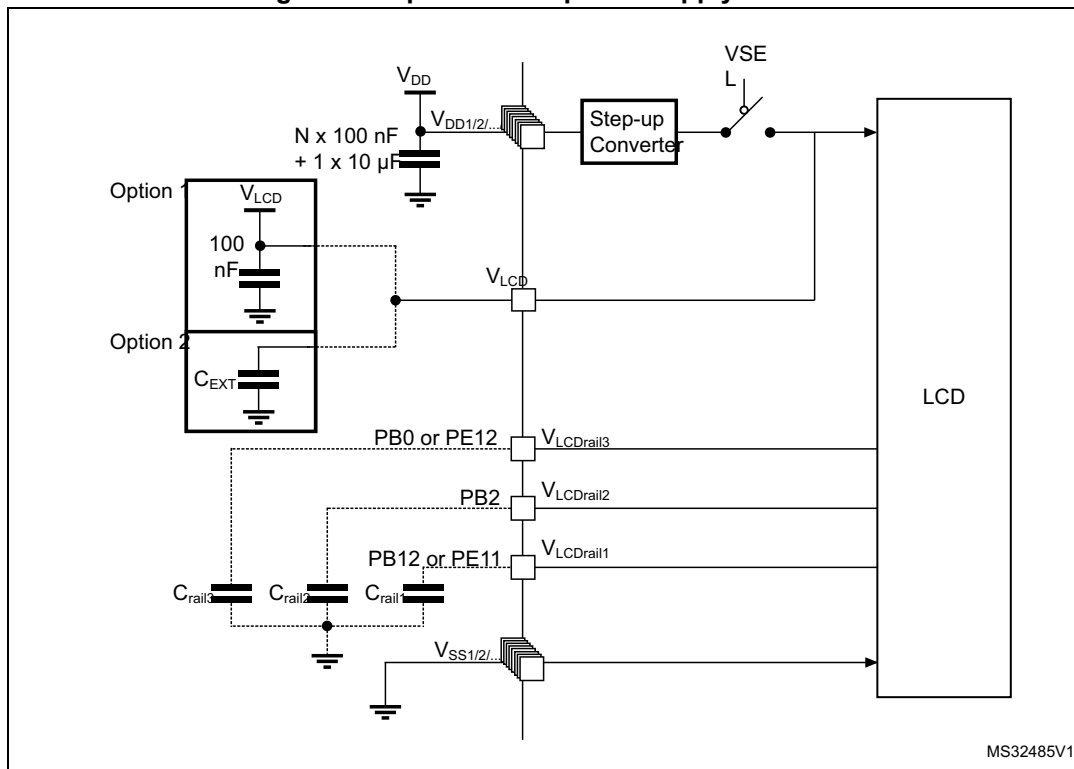 VSE
L
VDD
VDD1/2/...
Step-up
Converter
N x 100 nF
+ 1 x 10 µF
Option 1
VLCD
100
nF
VLCD
Option 2
CEXT
LCD
PB0 or PE12
VLCDrail3
PB2
VLCDrail2
PB12 or PE11
VLCDrail1
Crail3
Crail2
Crail1
VSS1/2/...
MS32485V1